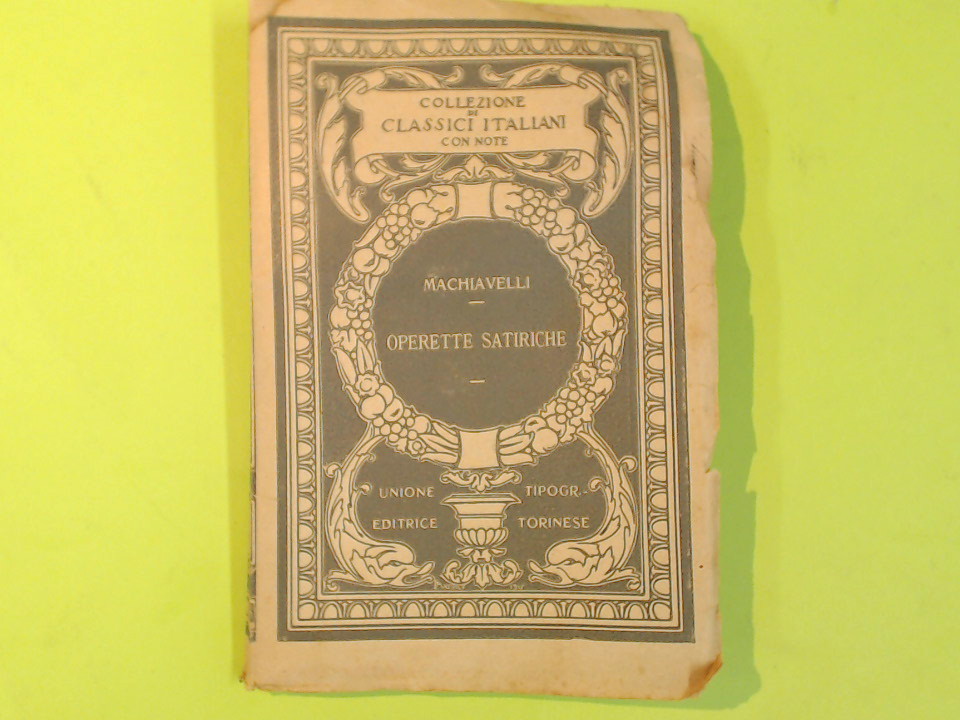 COLLEZIONE
DI
CLASSICI ITALIANI
CON NOTE
MACHIAVELLI
OPERETTE SATIRICHE
UNIONE TIPOGR.-
EDITRICE TORINESE